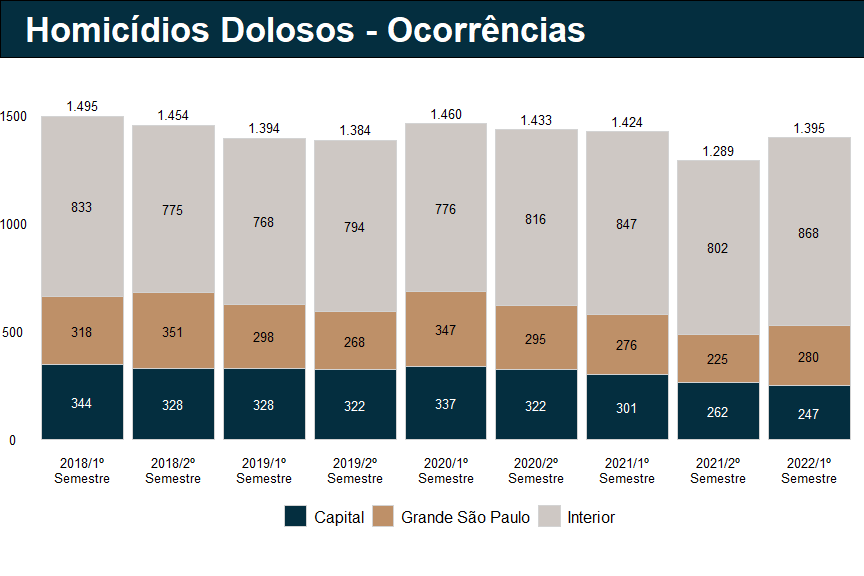 Homicídios Dolosos - Ocorrências
1.495 1.454 1.394 1.384 1.460 1.433 1.424 1.289 1.395
1500
833 775 768 794 776 816 847 802 868
1000
318 351 298 268 347 295 276 225 280
500
344 328 328 322 337 322 301 262 247
0
2018/1º 2018/2º 2019/1º 2019/2º 2020/1º 2020/2º 2021/1º 2021/2º 2022/1º
Semestre Semestre Semestre Semestre Semestre Semestre Semestre Semestre Semestre
Capital Grande São Paulo Interior